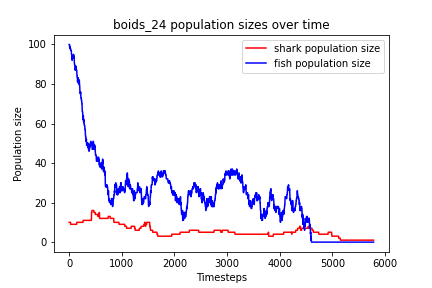 boids_24 population sizes over time
shark population size
fish population size
Population size
100
80
60
40
20
0
0 1000 2000 3000 4000 5000 6000
Timesteps